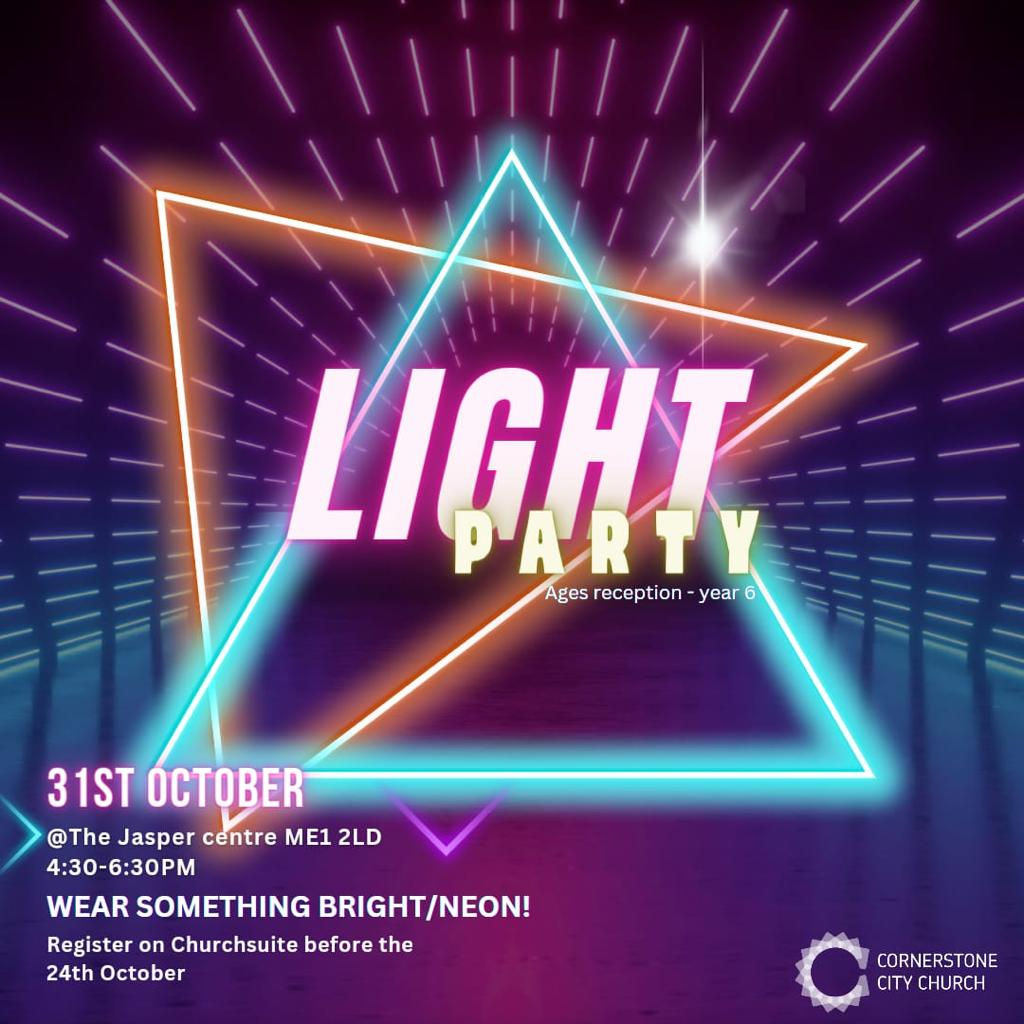 LIGHT
PARTY
Ages reception - year 6
31ST OCTOBER
@The Jasper centre ME1 2LD
4:30-6:30PM
WEAR SOMETHING BRIGHT/NEON!
Register on Churchsuite before the
24th October
CORNERSTONE
CITY CHURCH